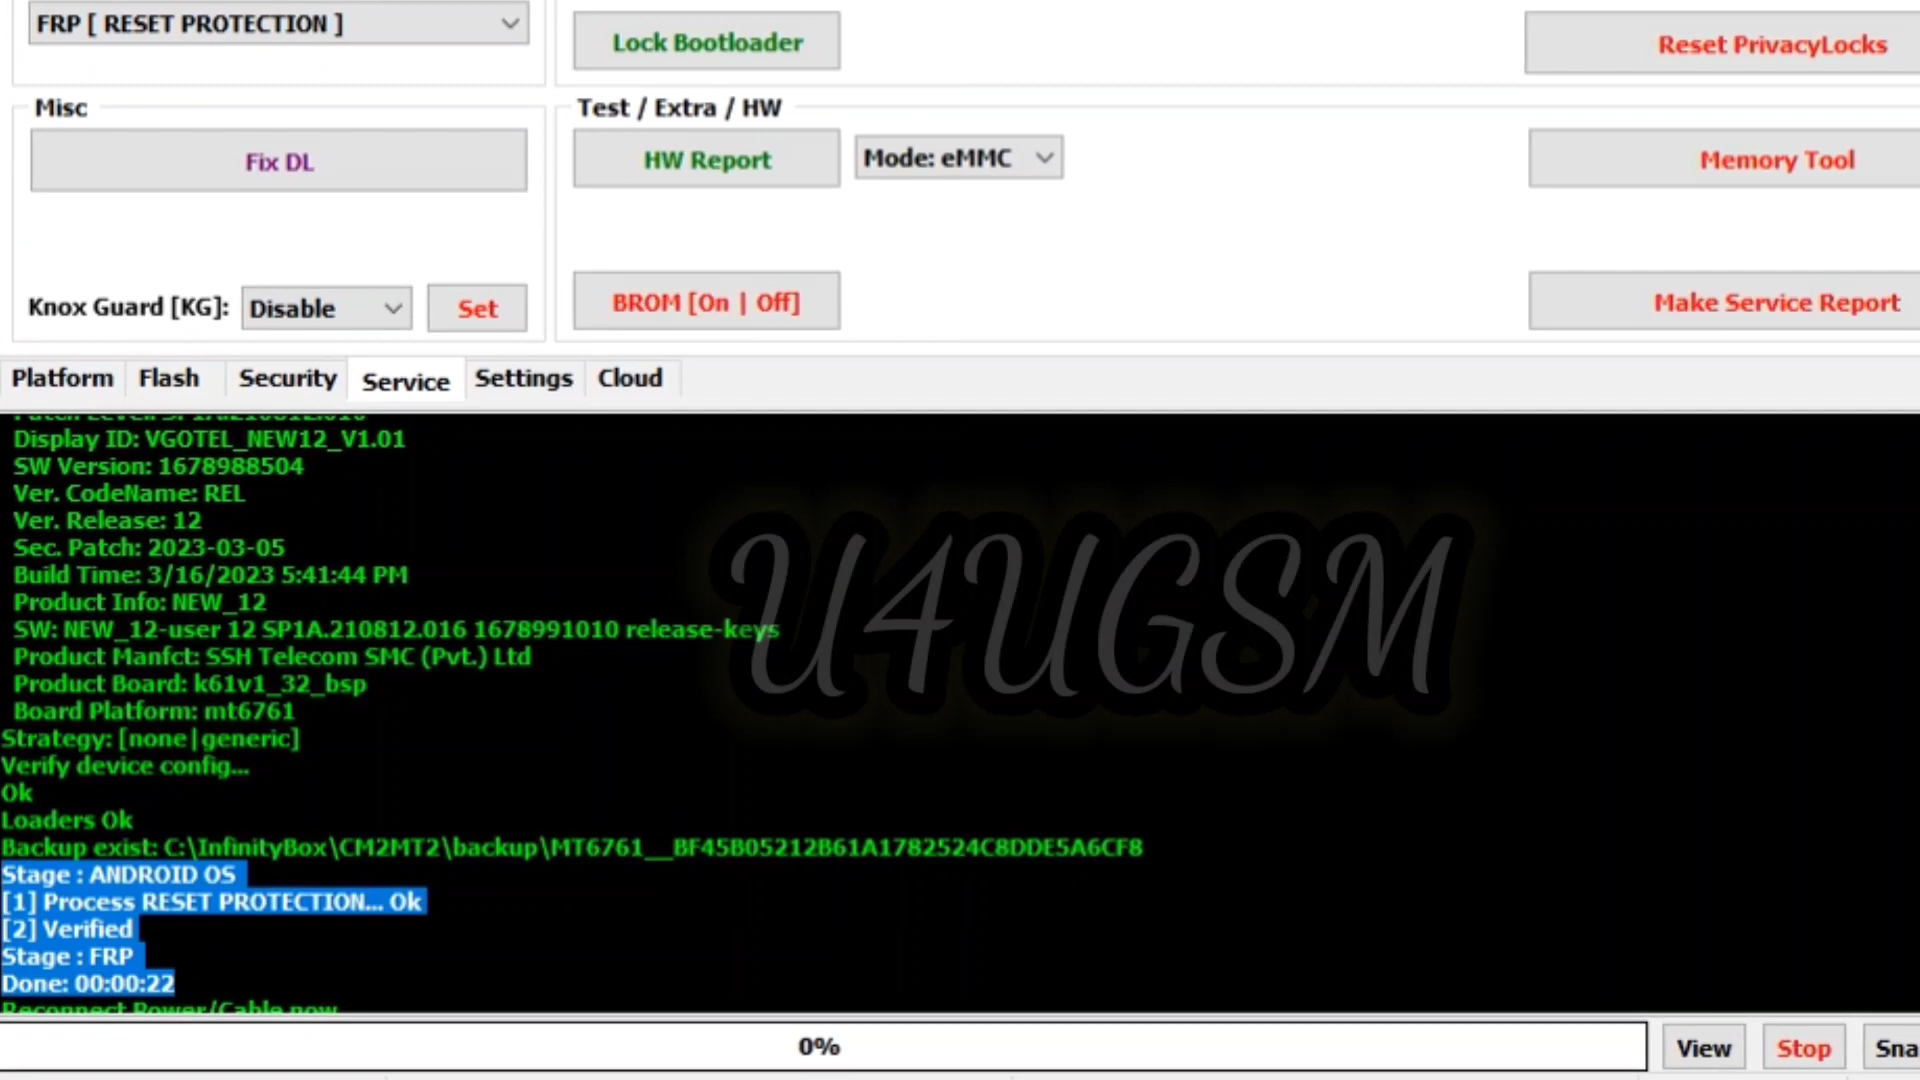 FRP [ RESET PROTECTION ]
Lock Bootloader
Reset PrivacyLocks
Misc
Test / Extra / HW
Fix DL
HW Report
Mode: eMMC
Memory Tool
Knox Guard [KG]:
Disable
Set
BROM [On | Off]
Make Service Report
Platform
Flash
Security
Service
Settings
Cloud
Display ID: VGOTEL_NEW12_V1.01
SW Version: 1678988504
Ver. CodeName: REL
Ver. Release: 12
Sec. Patch: 2023-03-05
Build Time: 3/16/2023 5:41:44 PM
Product Info: NEW_12
SW: NEW_12-user 12 SP1A.210812.016 1678991010 release-keys
Product Manfct: SSH Telecom SMC (Pvt.) Ltd
Product Board: k61v1_32_bsp
Board Platform: mt6761
Strategy: [none|generic]
Verify device config...
Ok
Loaders Ok
Backup exist: C:\InfinityBox\CM2MT2\backup\MT6761__BF45B05212B61A1782524C8DDE5A6CF8
Stage : ANDROID OS
[1] Process RESET PROTECTION... Ok
[2] Verified
Stage : FRP
Done: 00:00:22
Reconnect Power/Cable now
U4UGSM
0%
View
Stop
Sna